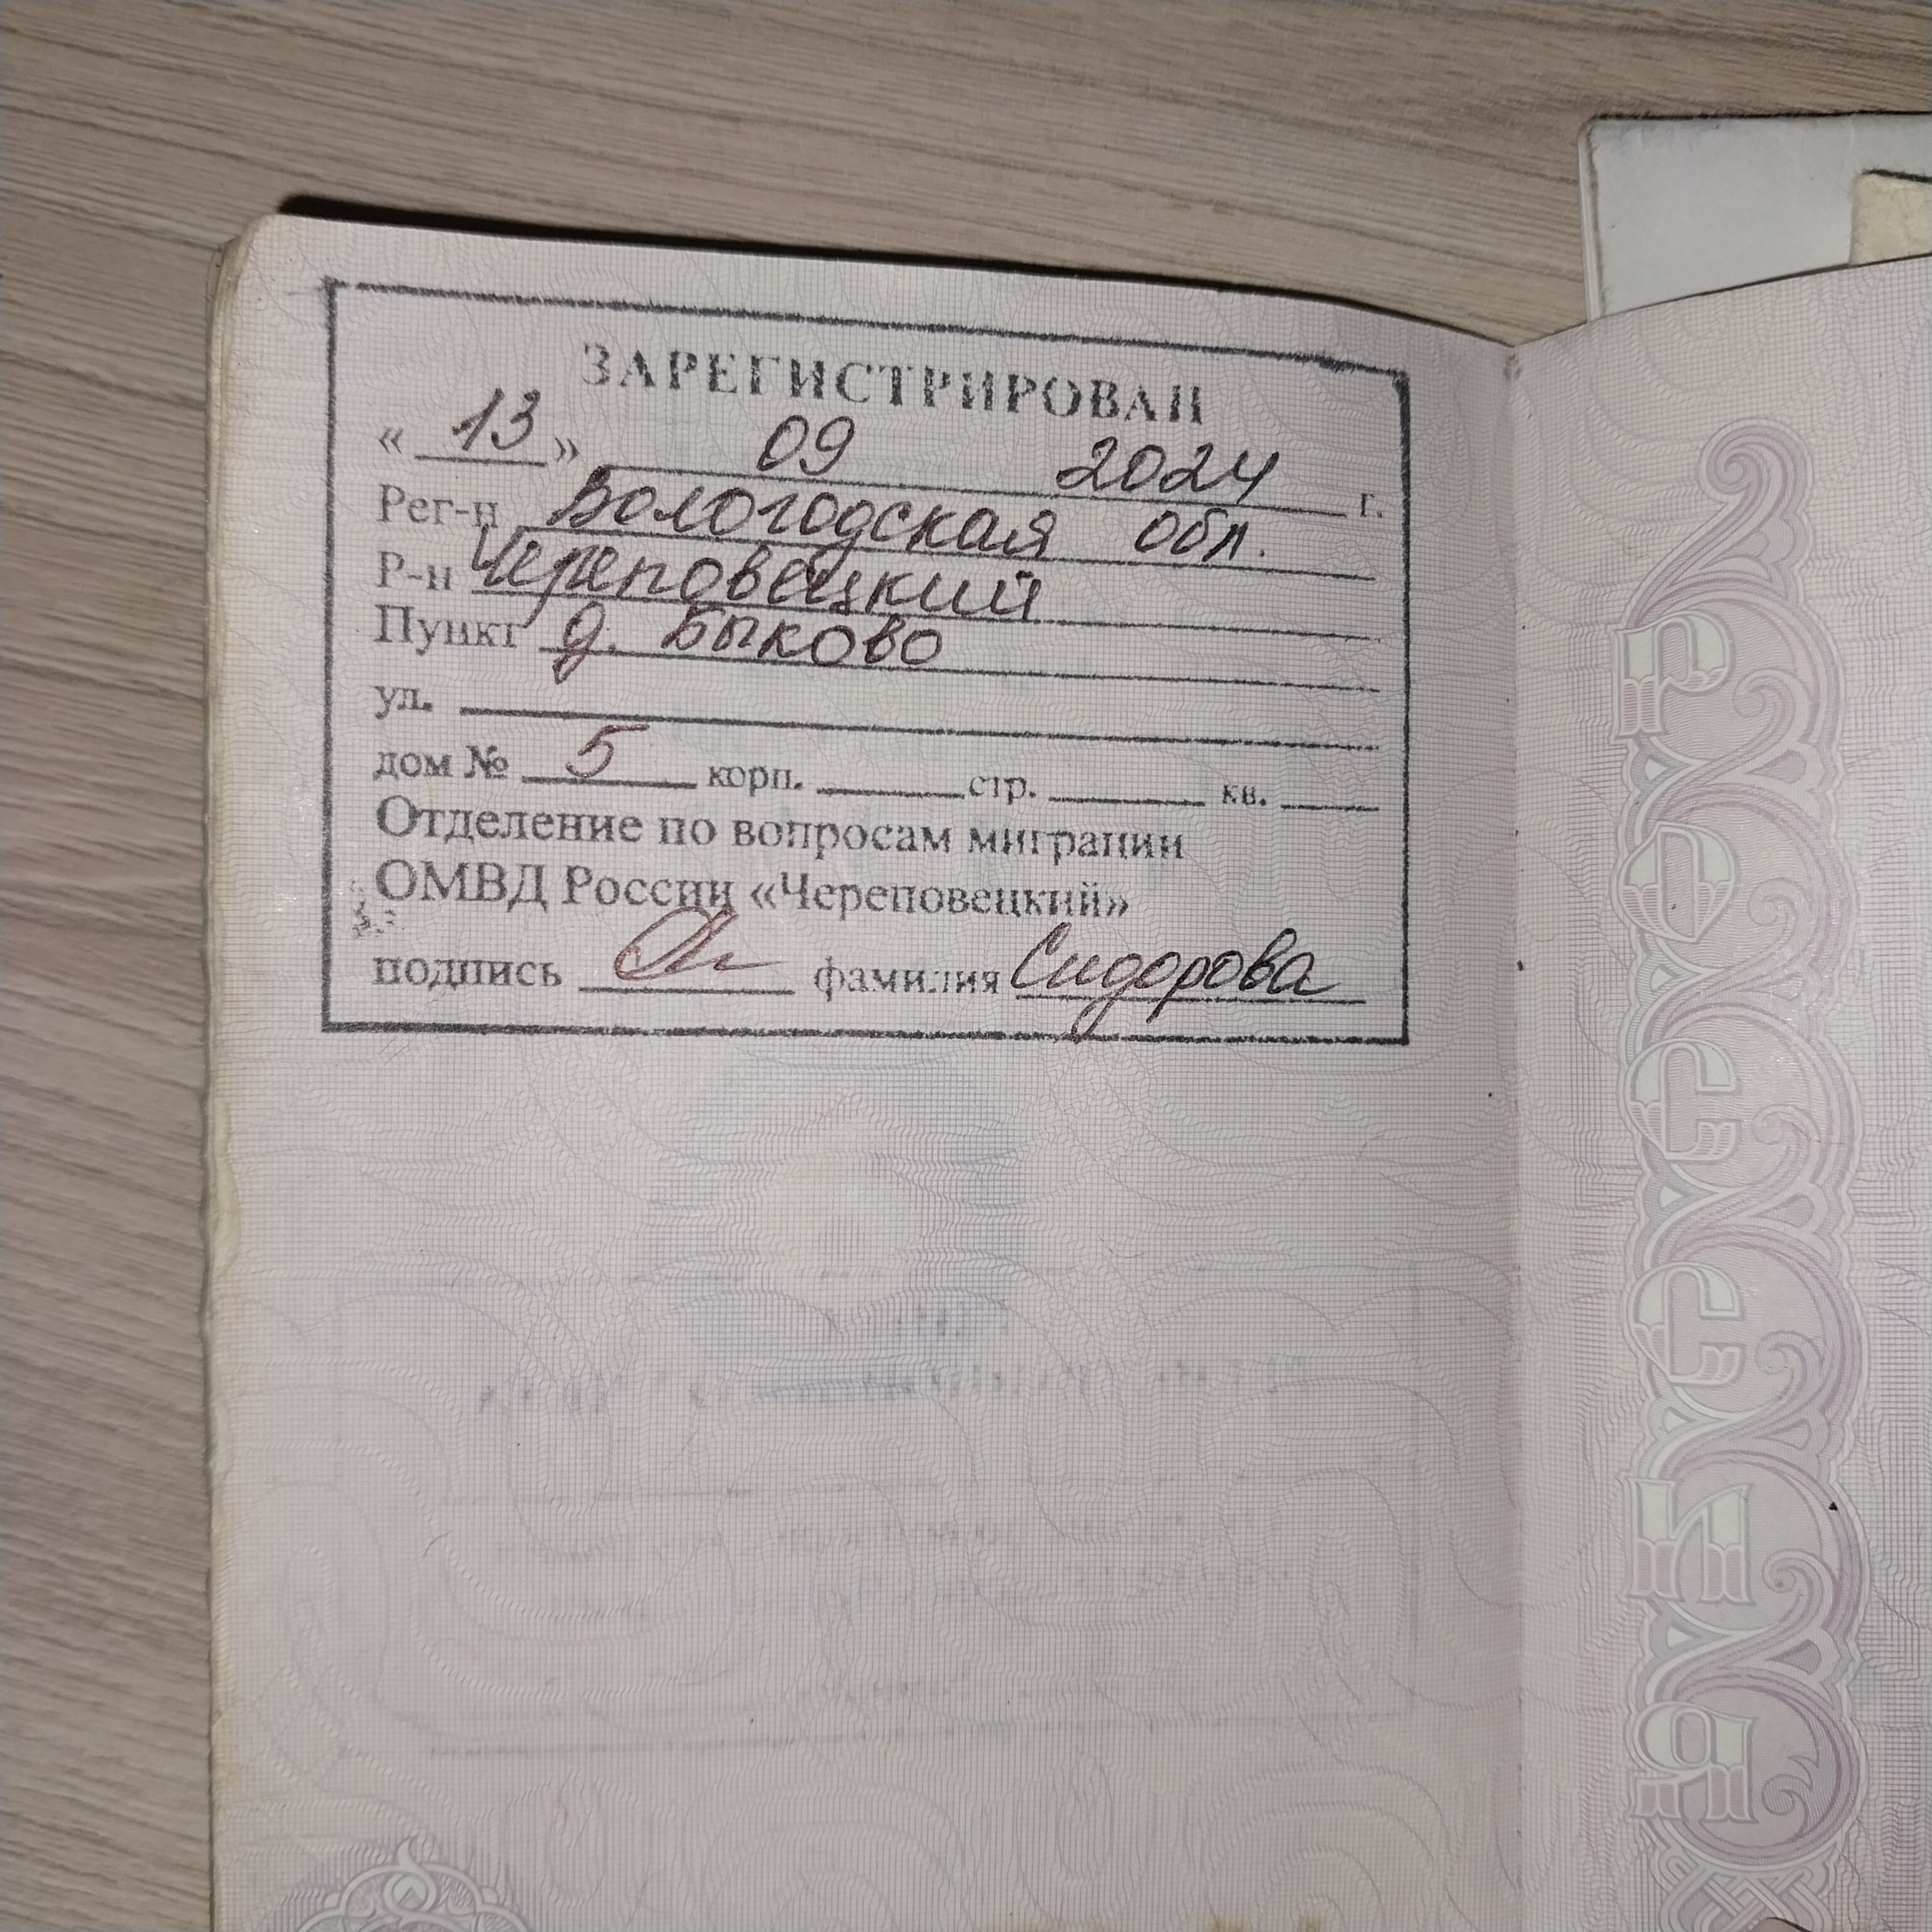 ЗАРЕГИСТРИРОВАН
« 13 » 09 2024 г.
Рег-н Вологодская обл.
Р-н Череповецкий
Пункт д. Быково
ул.
дом № 5 корп. стр. кв.
Отделение по вопросам миграции
ОМВД России «Череповецкий»
подпись фамилия Сидорова
РОССИЯ